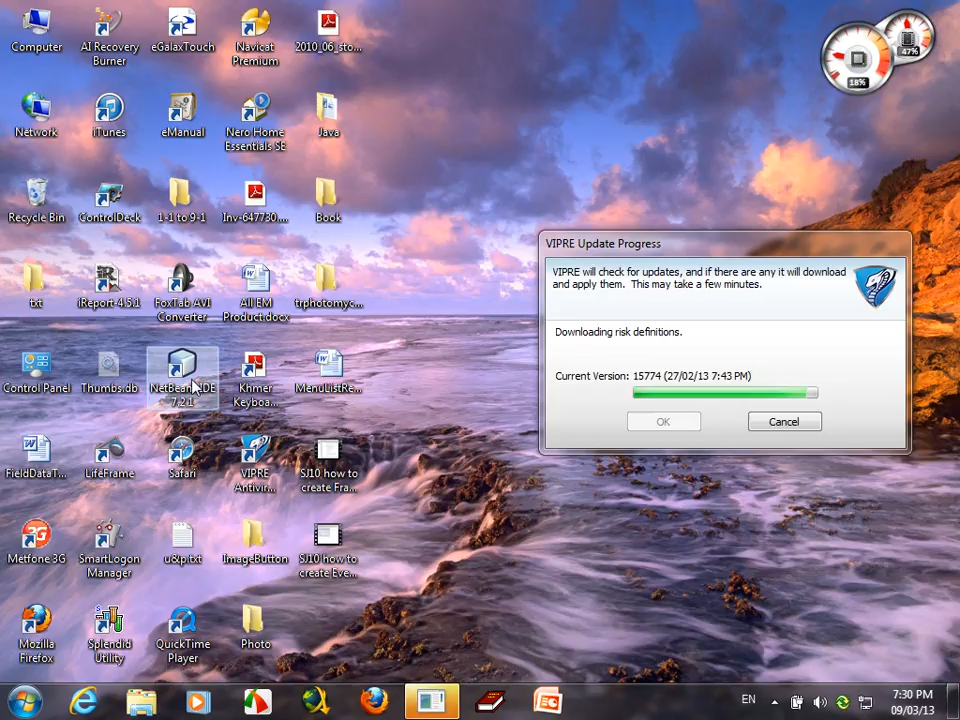 Computer
AI Recovery
Burner
eGalaxTouch
Navicat
Premium
2010_06_sto...
Network
iTunes
eManual
Nero Home
Essentials SE
Java
Recycle Bin
ControlDeck
1-1 to 9-1
Inv-647730....
Book
txt
iReport-4.5.1
FoxTab AVI
Converter
All EM
Product.docx
trphotomyc...
Control Panel
Thumbs.db
NetBeans IDE
7.2.1
Khmer
Keyboa...
MenuListRe...
FieldDataT...
LifeFrame
Safari
VIPRE
Antivir...
SJ10 how to
create Fra...
Metfone 3G
SmartLogon
Manager
u&p.txt
ImageButton
SJ10 how to
create Eve...
Mozilla
Firefox
Splendid
Utility
QuickTime
Player
Photo
18%
47%
VIPRE Update Progress
VIPRE will check for updates, and if there are any it will download
and apply them. This may take a few minutes.
Downloading risk definitions.
Current Version: 15774 (27/02/13 7:43 PM)
OK
Cancel
EN
7:30 PM
09/03/13